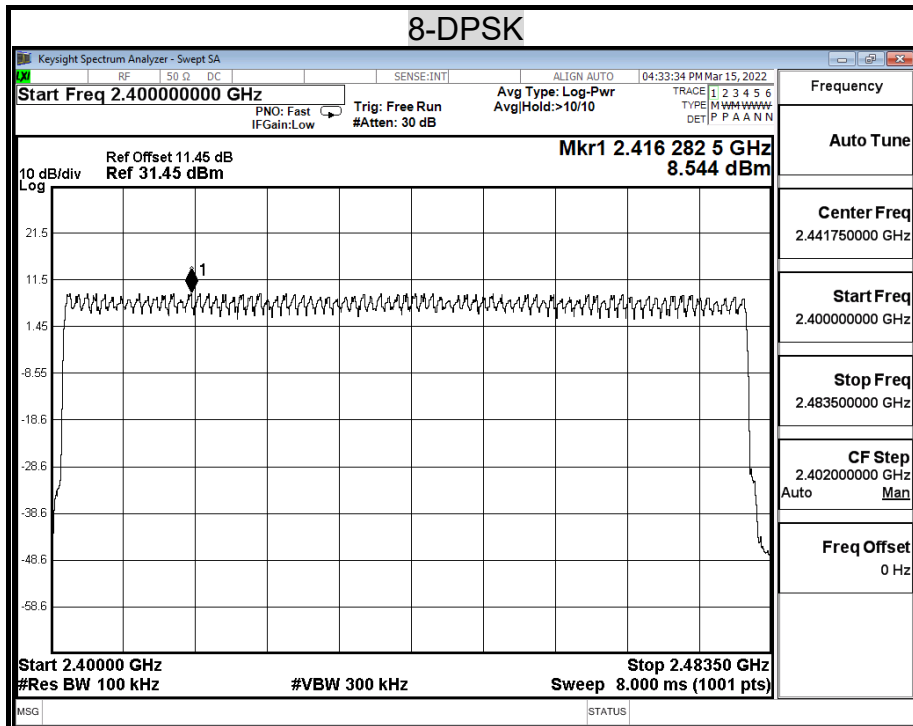 8-DPSK
Keysight Spectrum Analyzer - Swept SA
LXI RF 50 Ω DC SENSE:INT ALIGN AUTO 04:33:34 PM Mar 15, 2022
Start Freq 2.400000000 GHz
PNO: Fast
IFGain:Low
Trig: Free Run
#Atten: 30 dB
Avg Type: Log-Pwr
Avg|Hold:>10/10
TRACE 1 2 3 4 5 6
TYPE M WWWWWW
DET P P A A N N
Frequency
Ref Offset 11.45 dB
10 dB/div Ref 31.45 dBm
Log
Mkr1 2.416 282 5 GHz
8.544 dBm
21.5
11.5
1.45
-8.55
-18.6
-28.6
-38.6
-48.6
-58.6
1
Start 2.40000 GHz Stop 2.48350 GHz
#Res BW 100 kHz #VBW 300 kHz Sweep 8.000 ms (1001 pts)
Auto Tune
Center Freq
2.441750000 GHz
Start Freq
2.400000000 GHz
Stop Freq
2.483500000 GHz
CF Step
2.402000000 GHz
Auto Man
Freq Offset
0 Hz
MSG STATUS